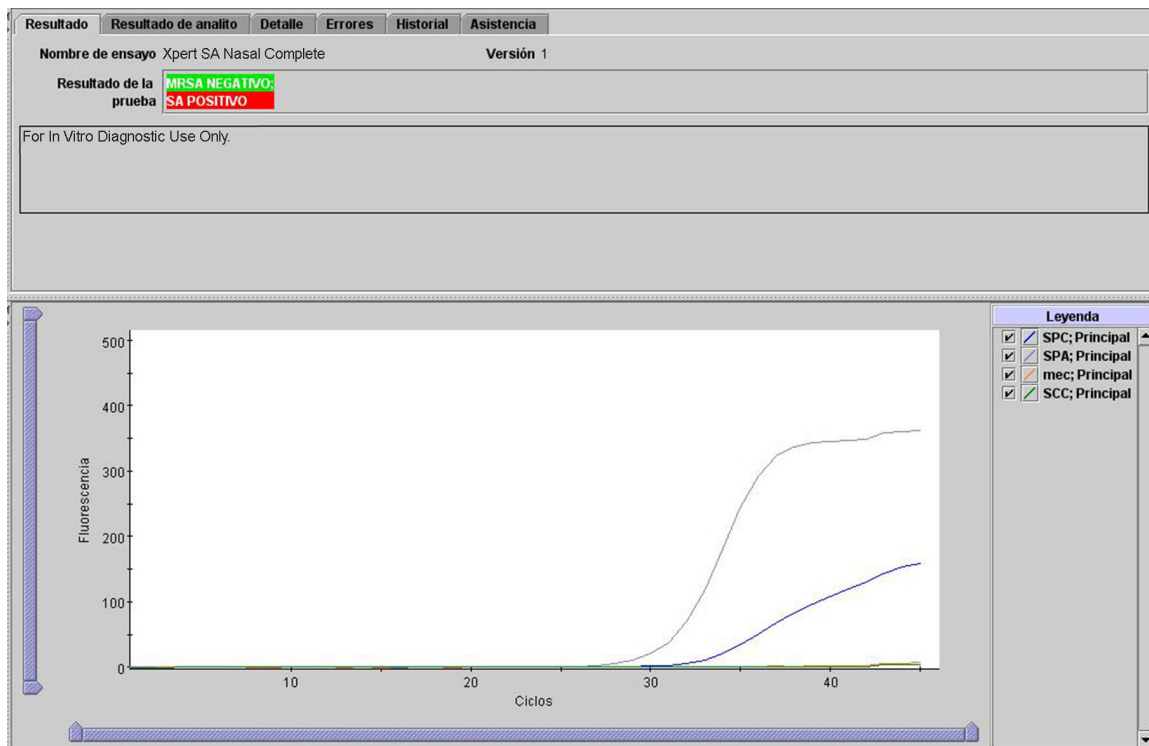 Resultado Resultado de analito Detalle Errores Historial Asistencia
Nombre de ensayo Xpert SA Nasal Complete Versión 1
Resultado de la prueba MRSA NEGATIVO;
SA POSITIVO
For In Vitro Diagnostic Use Only.
Leyenda
SPC; Principal
SPA; Principal
mec; Principal
SCC; Principal
Fluorescencia
500
400
300
200
100
0
10 20 30 40
Ciclos